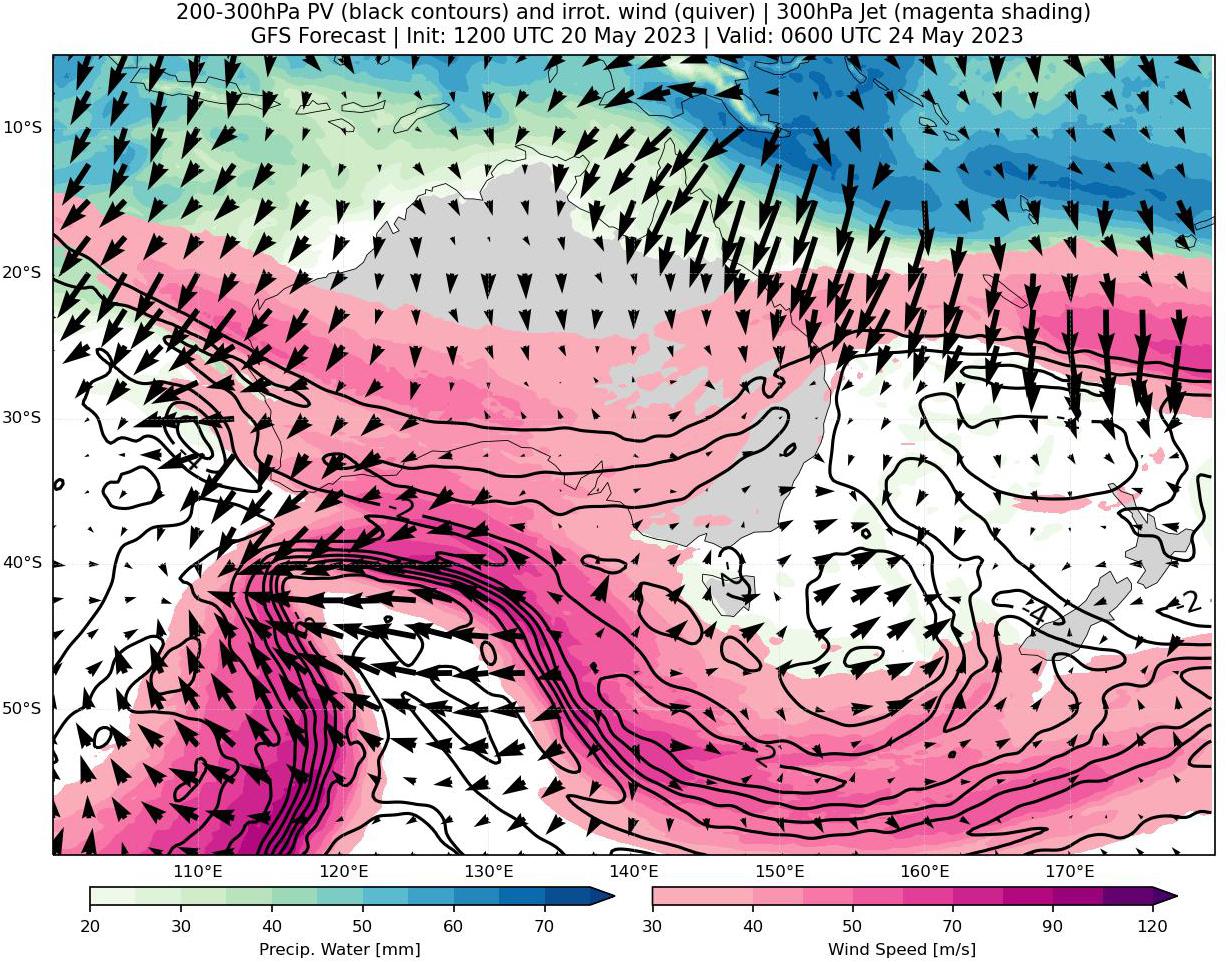 200-300hPa PV (black contours) and irrot. wind (quiver) | 300hPa Jet (magenta shading)
GFS Forecast | Init: 1200 UTC 20 May 2023 | Valid: 0600 UTC 24 May 2023
10°S
20°S
30°S
40°S
50°S
-4
-2
110°E 120°E 130°E 140°E 150°E 160°E 170°E
20 30 40 50 60 70
30 40 50 60 70 80 90 120
Precip. Water [mm]
Wind Speed [m/s]